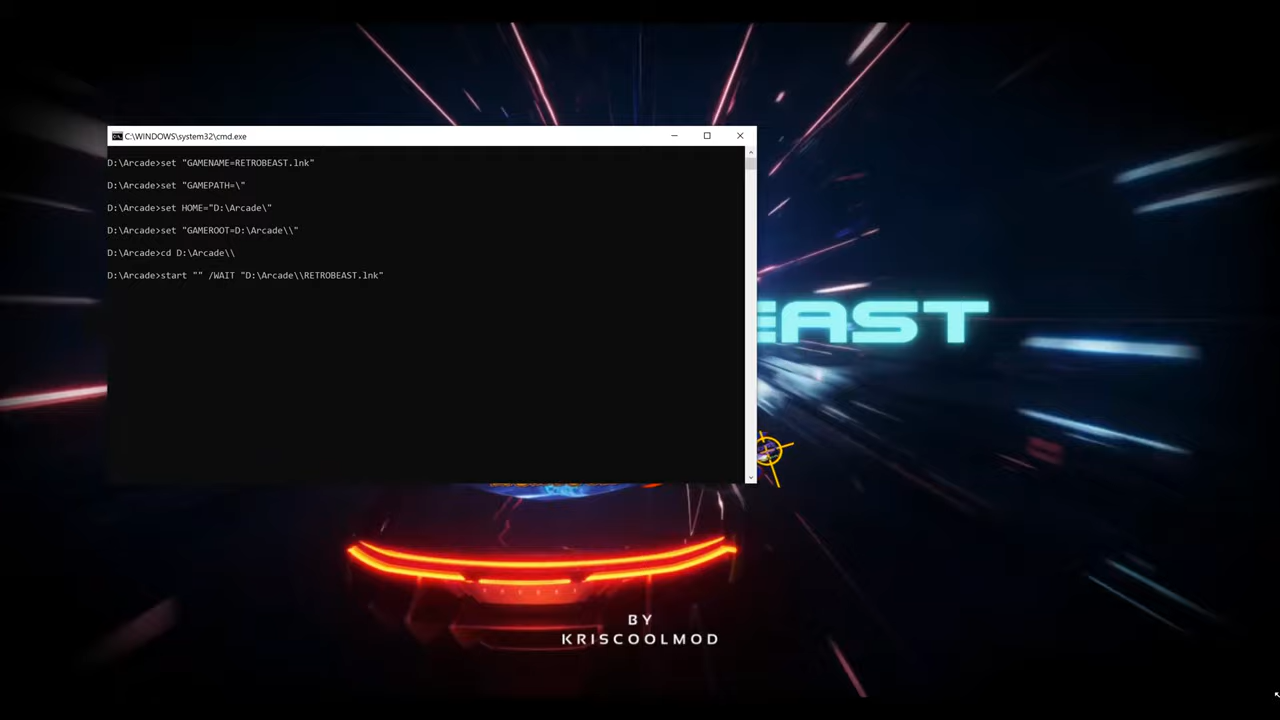 C:\WINDOWS\system32\cmd.exe
D:\Arcade>set "GAMENAME=RETROBEAST.lnk"
D:\Arcade>set "GAMEPATH=\"
D:\Arcade>set HOME="D:\Arcade\"
D:\Arcade>set "GAMEROOT=D:\Arcade\\"
D:\Arcade>cd D:\Arcade\\
D:\Arcade>start "" /WAIT "D:\Arcade\\RETROBEAST.lnk"
EAST
BY
KRISCOOLMOD